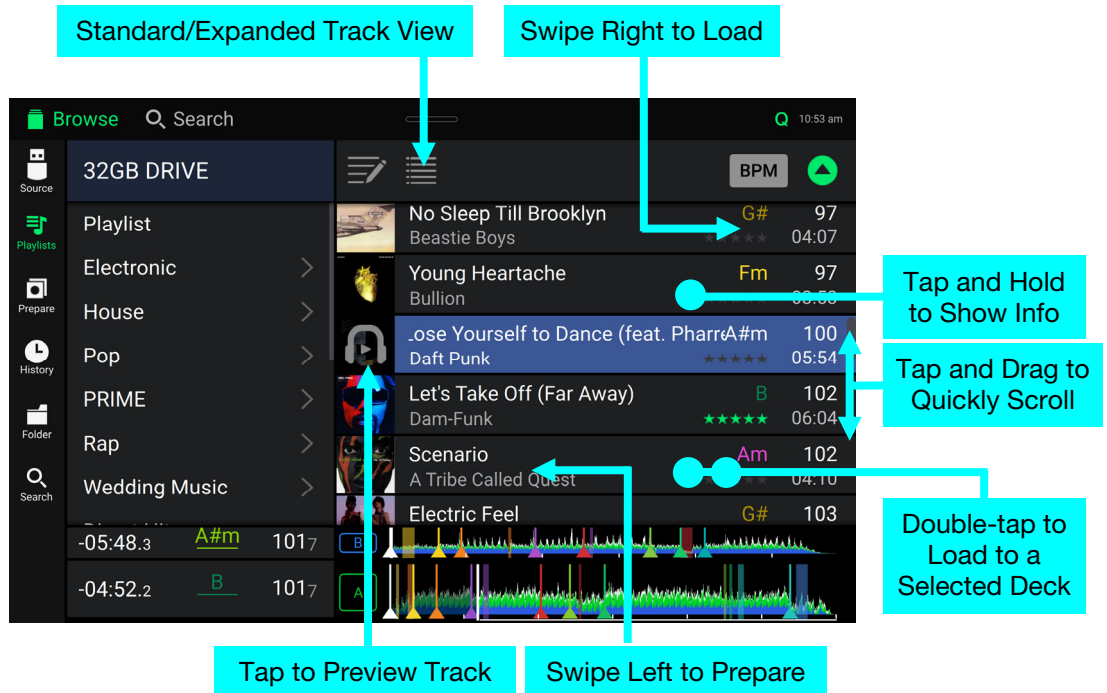 Standard/Expanded Track View
Swipe Right to Load
Browse
Search
Q 10:53 am
Source
32GB DRIVE
BPM
Playlists
Prepare
History
Folder
Search
Playlist
Electronic
House
Pop
PRIME
Rap
Wedding Music
No Sleep Till Brooklyn G# 97
Beastie Boys 04:07
Young Heartache Fm 97
Bullion
Lose Yourself to Dance (feat. Pharre A#m 100
Daft Punk 05:54
Let's Take Off (Far Away) B 102
Dam-Funk 06:04
Scenario Am 102
A Tribe Called Quest 04:10
Electric Feel G# 103
Tap and Hold
to Show Info
Tap and Drag to
Quickly Scroll
Double-tap to
Load to a
Selected Deck
-05:48.3 A#m 1017 B
-04:52.2 B 1017 A
Tap to Preview Track
Swipe Left to Prepare